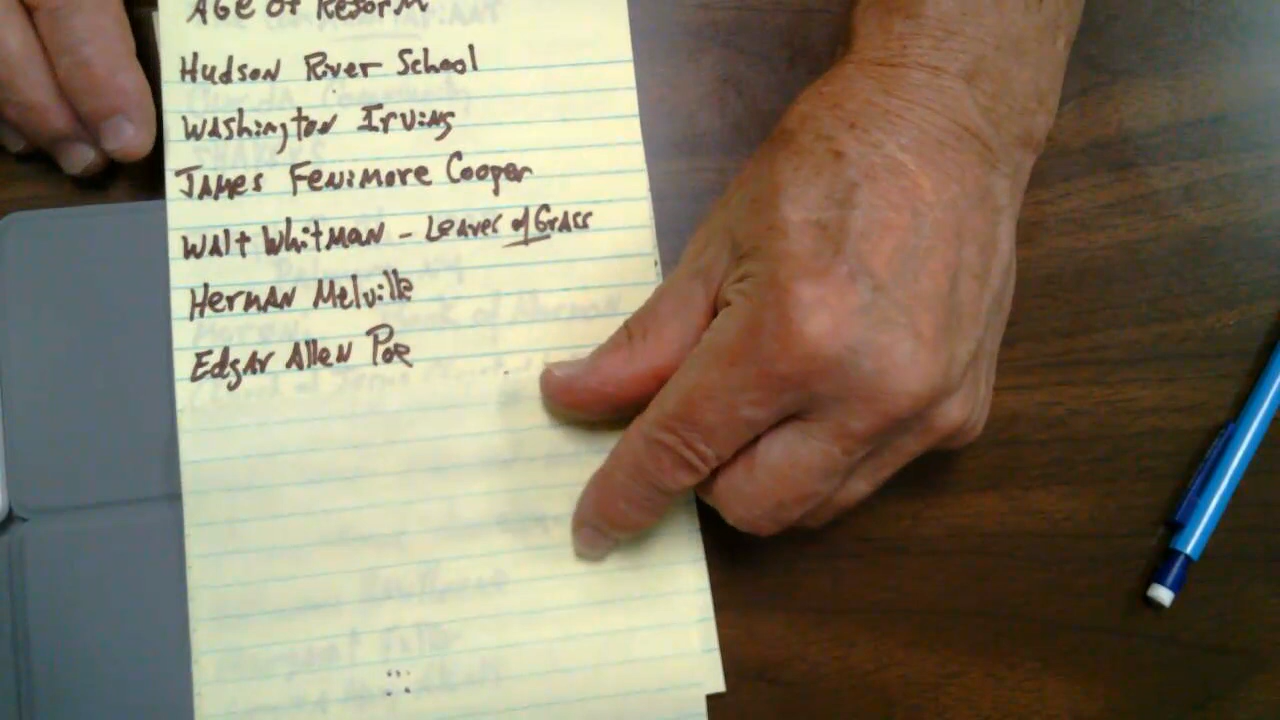 AGE of Reform
Hudson River School
Washington Irving
James Fenimore Cooper
Walt Whitman - Leaves of Grass
Herman Melville
Edgar Allen Poe